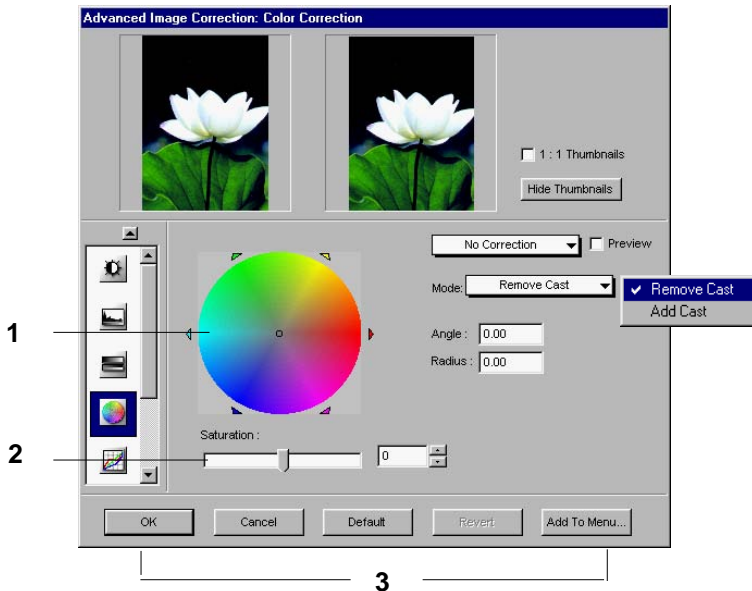 Advanced Image Correction: Color Correction
1 : 1 Thumbnails
Hide Thumbnails
No Correction
Preview
Mode:
Remove Cast
Remove Cast
Add Cast
1
Angle :
0.00
Radius :
0.00
Saturation :
2
0
OK
Cancel
Default
Revert
Add To Menu...
3